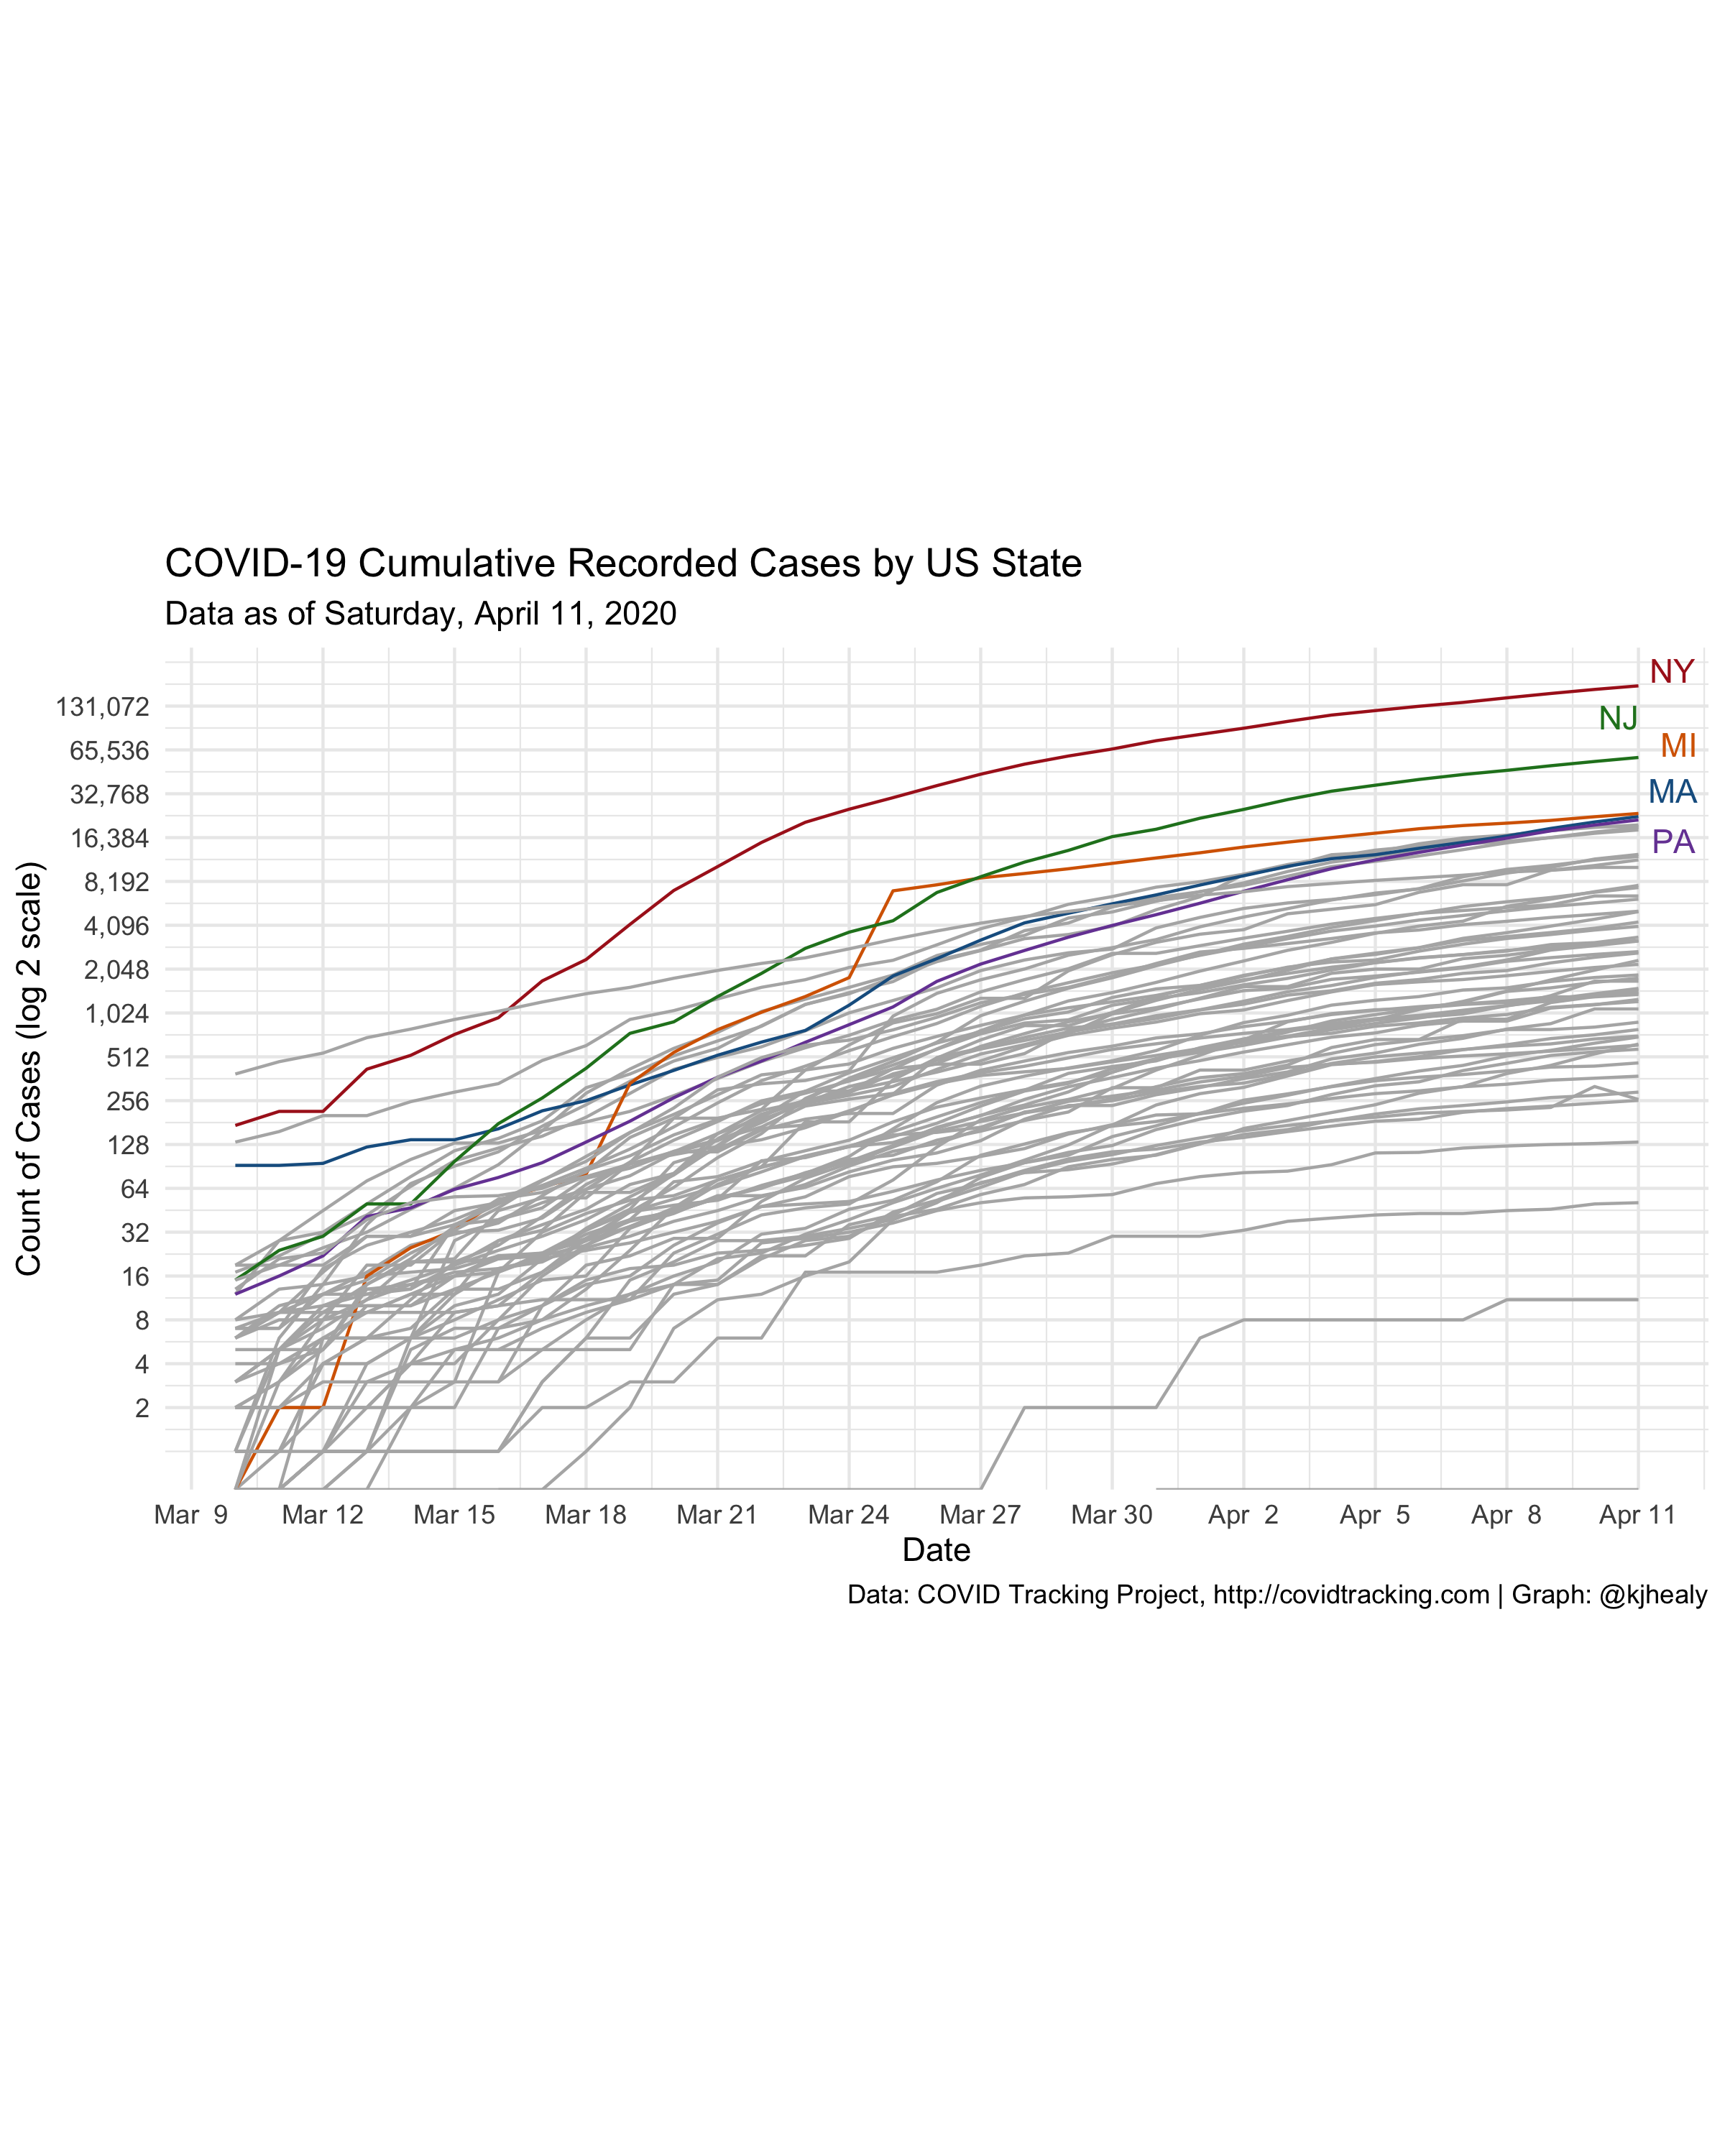 COVID-19 Cumulative Recorded Cases by US State
Data as of Saturday, April 11, 2020
Count of Cases (log 2 scale)
131,072
65,536
32,768
16,384
8,192
4,096
2,048
1,024
512
256
128
64
32
16
8
4
2
NY
NJ
MI
MA
PA
Mar 9 Mar 12 Mar 15 Mar 18 Mar 21 Mar 24 Mar 27 Mar 30 Apr 2 Apr 5 Apr 8 Apr 11
Date
Data: COVID Tracking Project, http://covidtracking.com | Graph: @kjhealy